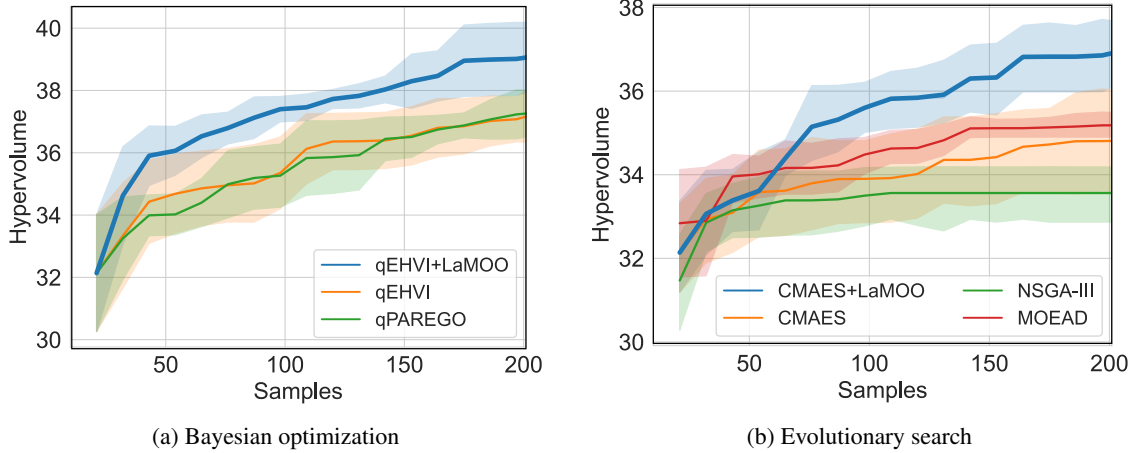 40
38
36
34
32
30
Hypervolume
50
100
150
200
Samples
qEHVI+LaMOO
qEHVI
qPAREGO
(a) Bayesian optimization
38
36
34
32
30
Hypervolume
50
100
150
200
Samples
CMAES+LaMOO
CMAES
NSGA-III
MOEAD
(b) Evolutionary search